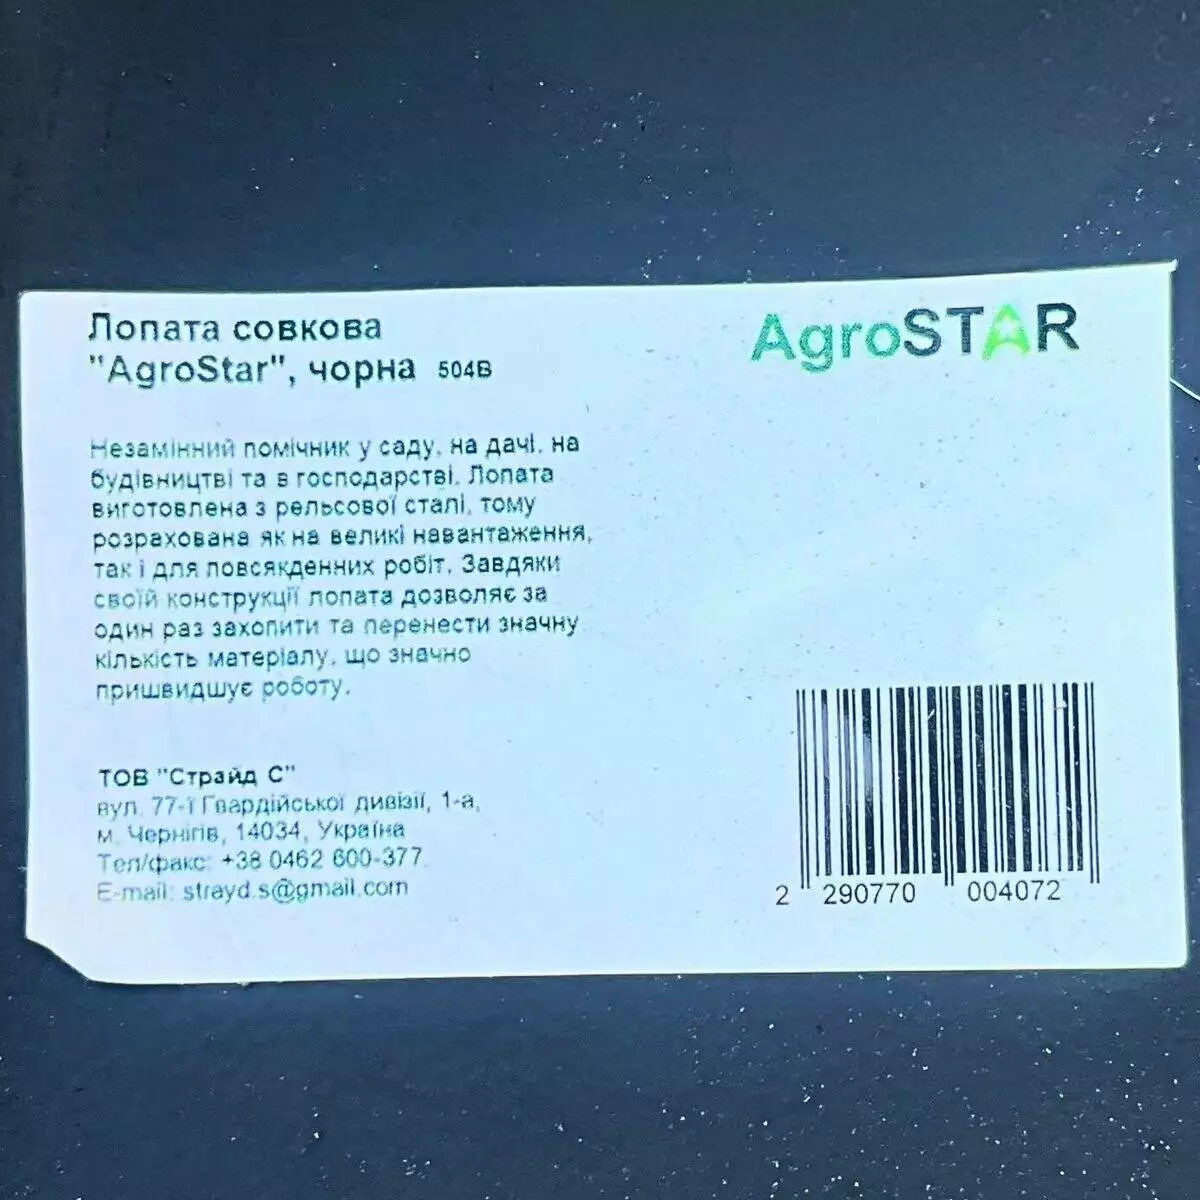 Лопата совкова
"AgroStar", чорна 504В
AgroSTAR
Незамінний помічник у саду, на дачі, на
будівництві та в господарстві. Лопата
виготовлена з рельсової сталі, тому
розрахована як на великі навантаження,
так і для повсякденних робіт. Завдяки
своїй конструкції лопата дозволяє за
один раз захопити та перенести значну
кількість матеріалу, що значно
пришвидшує роботу.
ТОВ "Страйд С"
вул. 77-ї Гвардійської дивізії, 1-а,
м. Чернігів, 14034, Україна
Тел/факс: +38 0462 600-377
E-mail: strayd.s@gmail.com
2 290770 004072